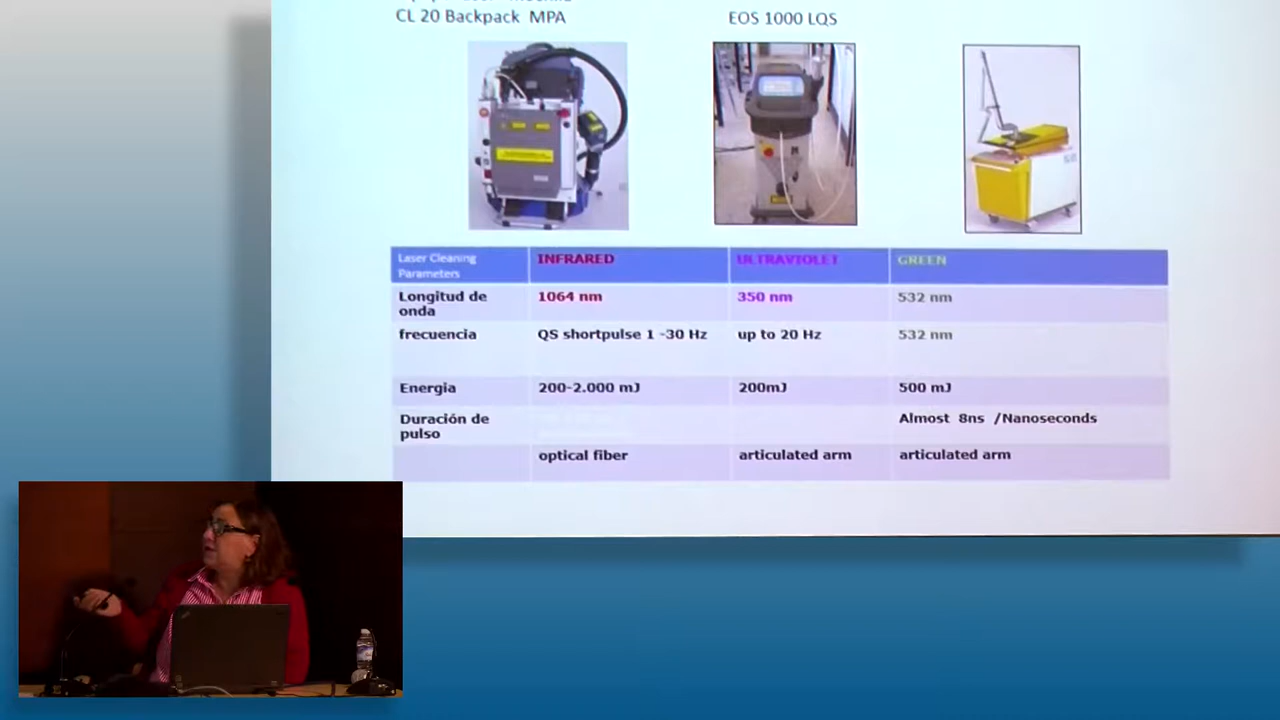 CL 20 Backpack MPA
EOS 1000 LQS
Laser Cleaning Parameters INFRARED ULTRAVIOLET GREEN
Longitud de onda 1064 nm 350 nm 532 nm
frecuencia QS shortpulse 1 -30 Hz up to 20 Hz 532 nm
Energia 200-2.000 mJ 200mJ 500 mJ
Duración de pulso Almost 8ns /Nanoseconds
optical fiber articulated arm articulated arm